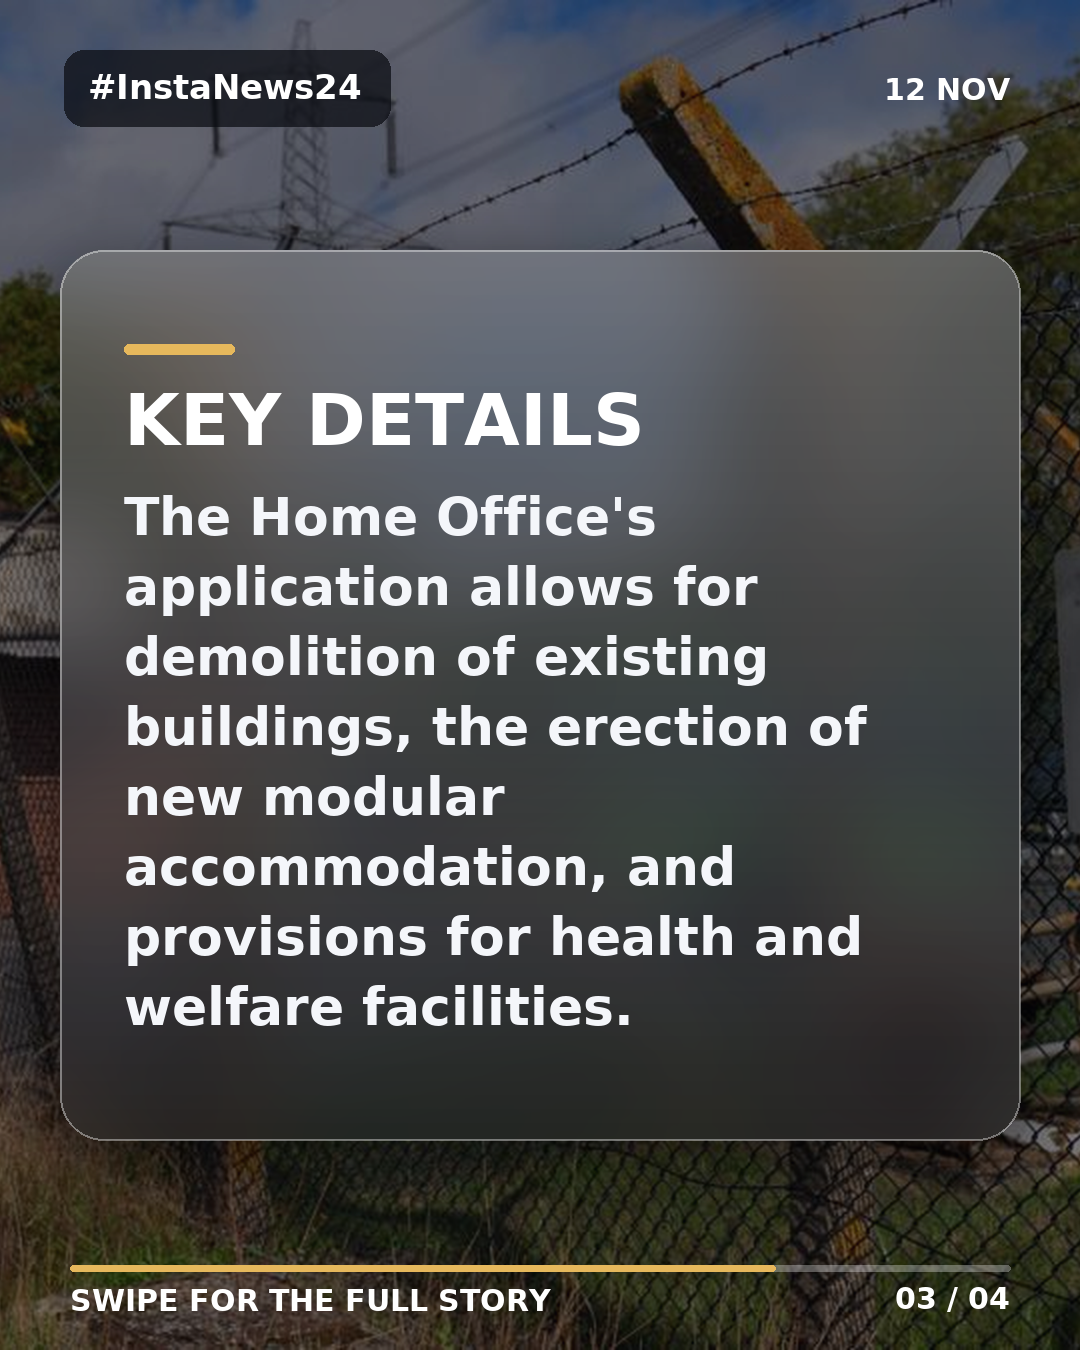 #InstaNews24
12 NOV
KEY DETAILS
The Home Office's
application allows for
demolition of existing
buildings, the erection of
new modular
accommodation, and
provisions for health and
welfare facilities.
SWIPE FOR THE FULL STORY
03 / 04